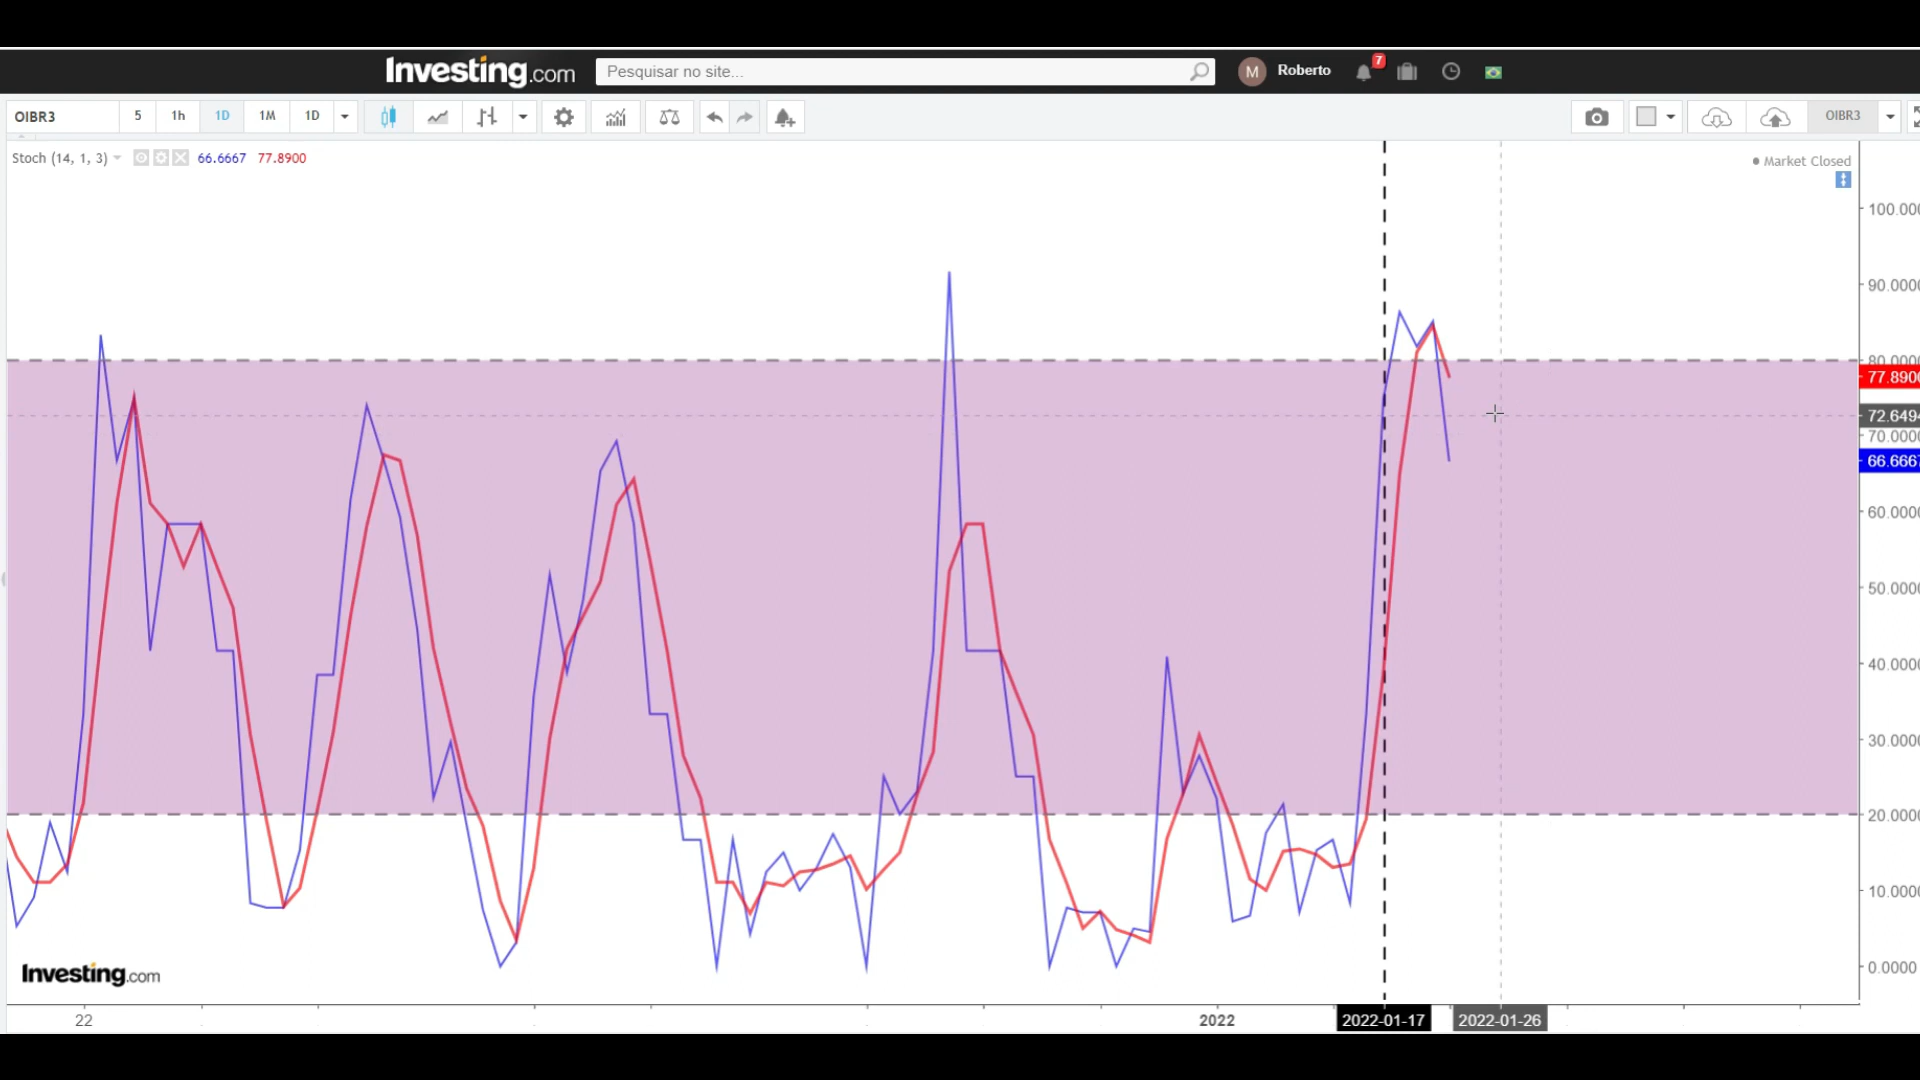 Investing.com
Pesquisar no site...
M
Roberto
7
OIBR3
5
1h
1D
1M
1D
OIBR3
Stoch (14, 1, 3)
66.6667
77.8900
Market Closed
100.000
90.0000
80.0000
77.8900
72.6494
70.0000
66.6667
60.0000
50.0000
40.0000
30.0000
20.0000
10.0000
0.0000
Investing.com
22
2022
2022-01-17
2022-01-26